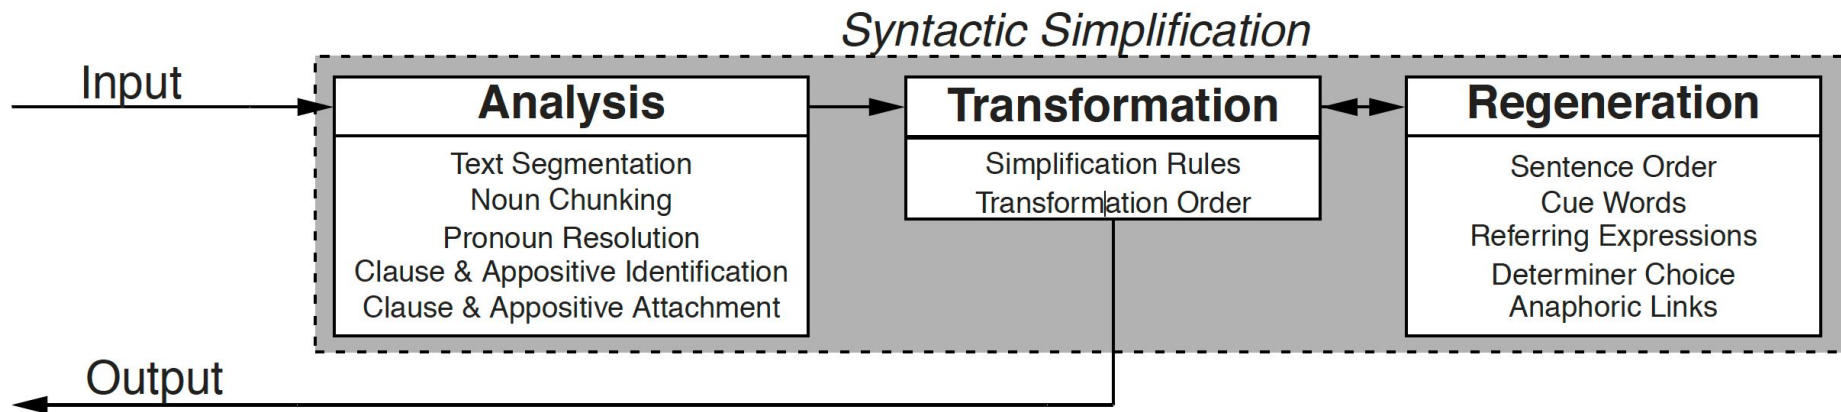 Syntactic Simplification
Input
Analysis
Text Segmentation
Noun Chunking
Pronoun Resolution
Clause & Appositive Identification
Clause & Appositive Attachment
Transformation
Simplification Rules
Transformation Order
Regeneration
Sentence Order
Cue Words
Referring Expressions
Determiner Choice
Anaphoric Links
Output